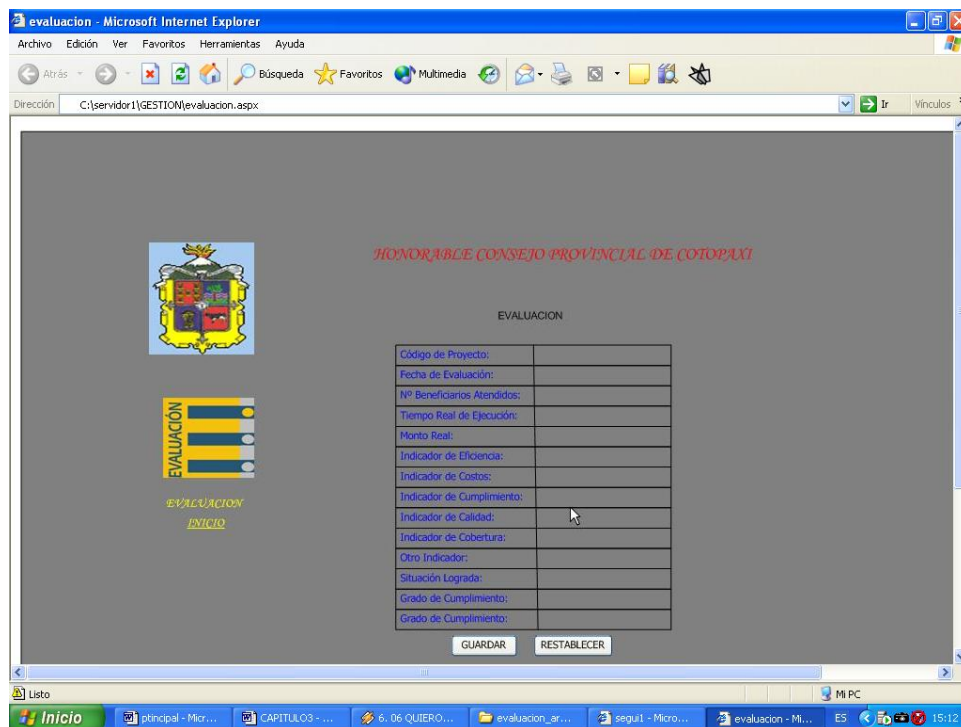 evaluacion - Microsoft Internet Explorer
Archivo Edición Ver Favoritos Herramientas Ayuda
Atrás Búsqueda Favoritos Multimedia
Dirección C:\servidor1\GESTION\evaluacion.aspx Ir Vínculos
HONORABLE CONSEJO PROVINCIAL DE COTOPAXI
EVALUACION
Código de Proyecto:
Fecha de Evaluación:
Nº Beneficiarios Atendidos:
Tiempo Real de Ejecución:
Monto Real:
Indicador de Eficiencia:
Indicador de Costos:
Indicador de Cumplimiento:
Indicador de Calidad:
Indicador de Cobertura:
Otro Indicador:
Situación Lograda:
Grado de Cumplimiento:
Grado de Cumplimiento:
GUARDAR RESTABLECER
EVALUACIÓN
EVALUACION
INICIO
Listo Mi PC
Inicio ptincipal - Micr... CAPITULO3 - ... 6. 06 QUIERO... evaluacion_ar... segui1 - Micro... evaluacion - Mi... ES 15:12